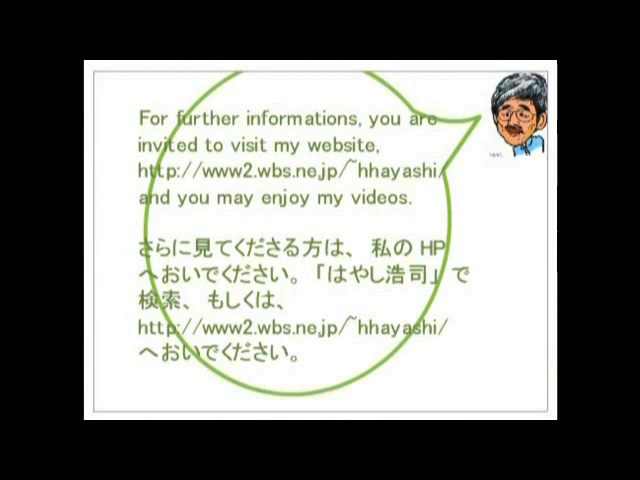 For further informations, you are
invited to visit my website,
http://www2.wbs.ne.jp/~hhayashi/
and you may enjoy my videos.
さらに見てくださる方は、 私の HP
へおいでください。「はやし浩司」 で
検索、もしくは、
http://www2.wbs.ne.jp/~hhayashi/
へおいでください。